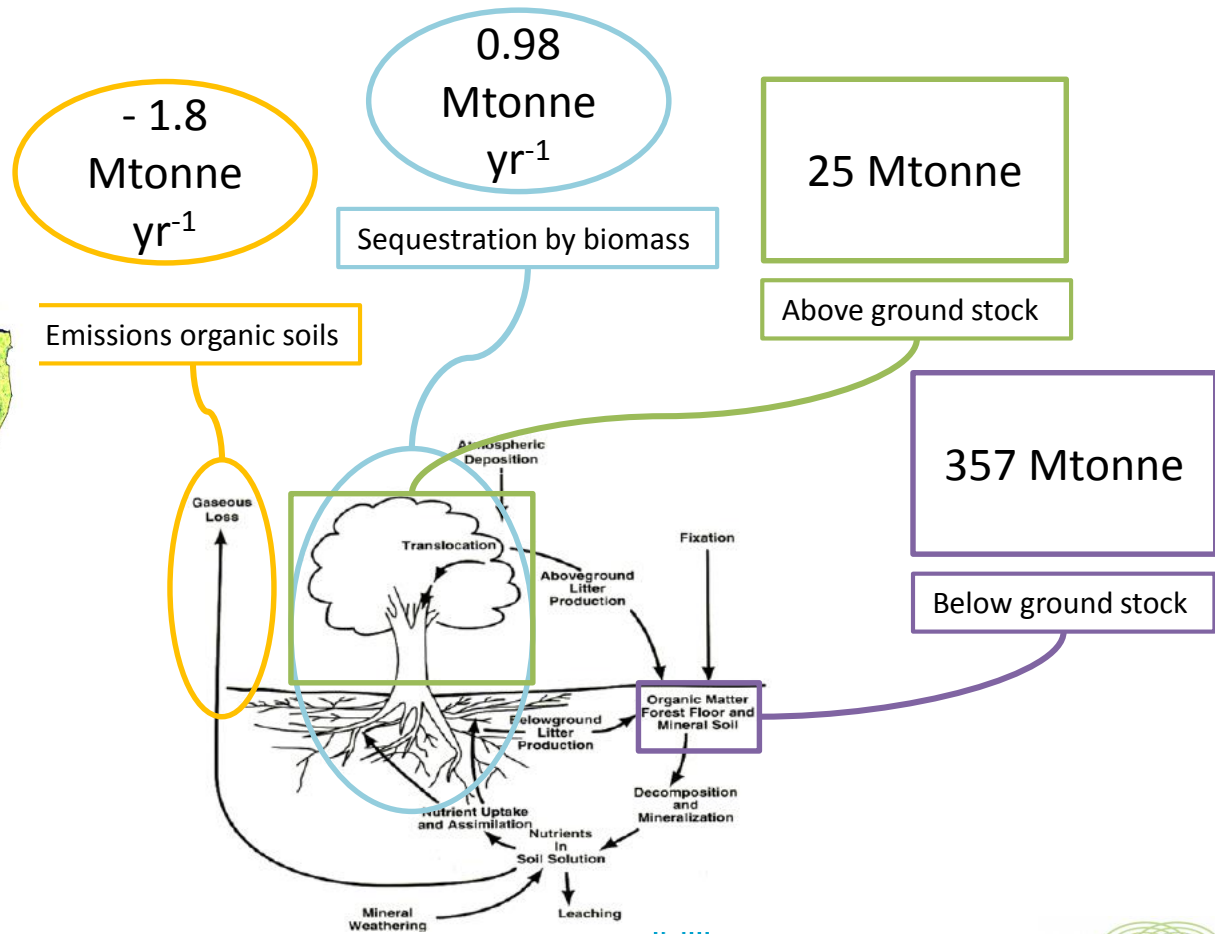 - 1.8
Mtonne
yr-1
0.98
Mtonne
yr-1
25 Mtonne
Sequestration by biomass
Above ground stock
Emissions organic soils
357 Mtonne
Below ground stock
Atmospheric
Deposition
Gaseous
Loss
Translocation
Fixation
Aboveground
Litter
Production
Organic Matter
Forest Floor and
Mineral Soil
Belowground
Litter
Production
Decomposition
and
Mineralization
Nutrient Uptake
and Assimilation
Nutrients
In
Soil Solution
Mineral
Weathering
Leaching